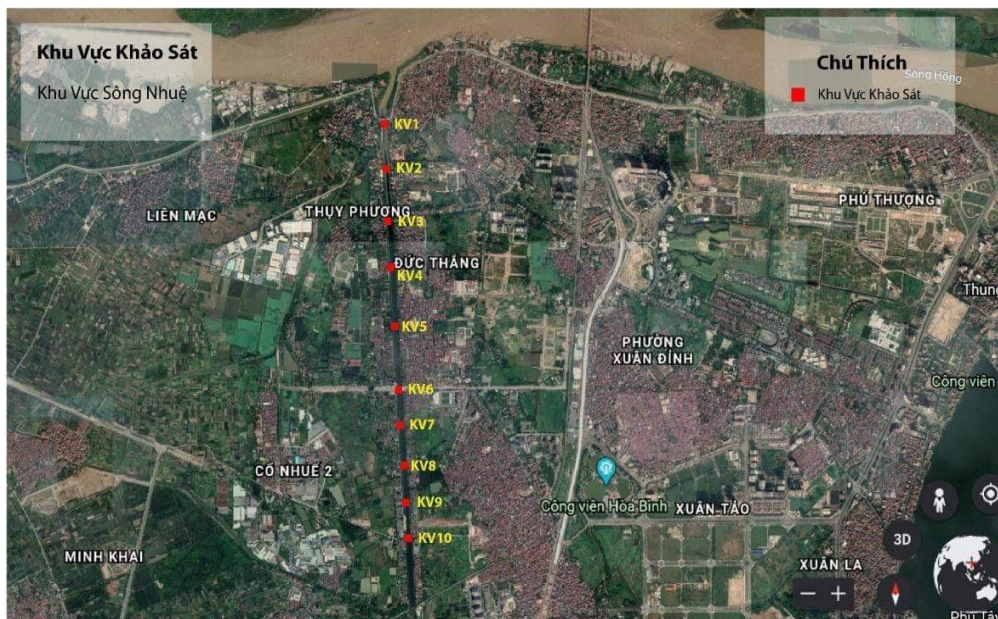 Khu Vực Khảo Sát
Khu Vực Sông Nhuệ
Chú Thích
Sông Hồng
Khu Vực Khảo Sát
KV1
KV2
PHÚ THƯỢNG
LIÊN MẠC
THỤY PHƯƠNG
KV3
ĐỨC THẮNG
KV4
Thung
KV5
PHƯỜNG
XUÂN ĐỈNH
Công viên
KV6
KV7
KV8
CỔ NHUẾ 2
KV9
Công viên Hòa Bình
XUÂN TẢO
KV10
3D
MINH KHAI
XUÂN LA
Phú Tây